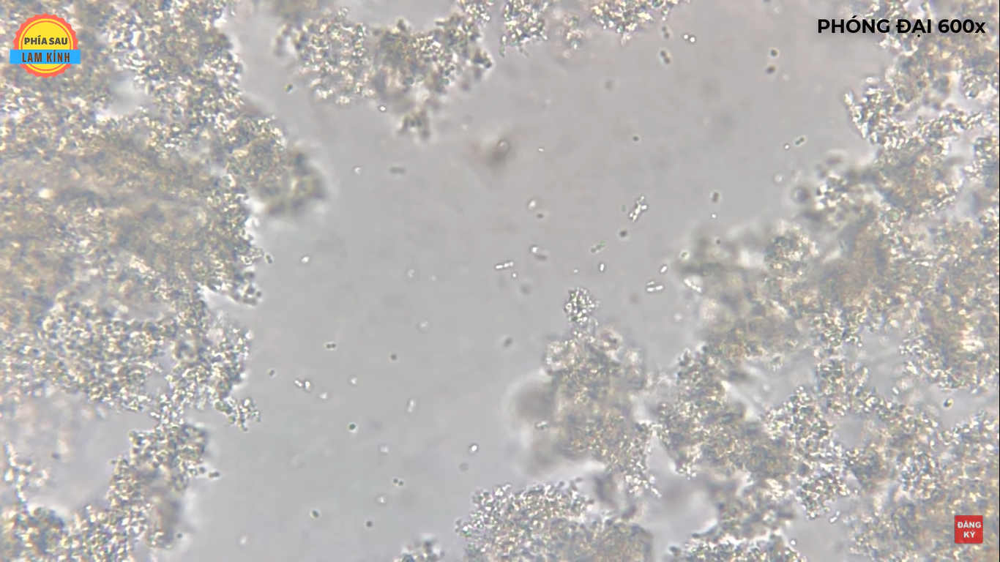 PHÍA SAU
LAM KÍNH
PHÓNG ĐẠI 600x
ĐĂNG
KÝ